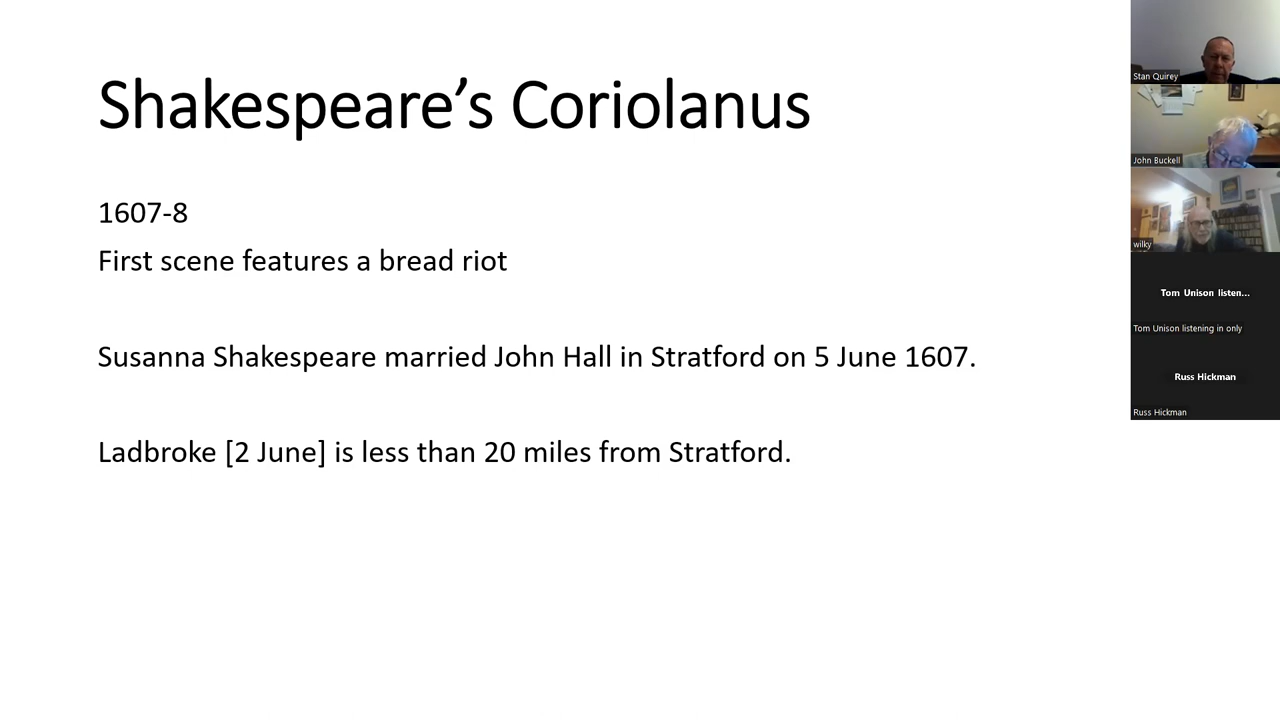 Shakespeare’s Coriolanus
1607-8
First scene features a bread riot
Susanna Shakespeare married John Hall in Stratford on 5 June 1607.
Ladbroke [2 June] is less than 20 miles from Stratford.
Stan Quirey
John Buckell
wilky
Tom Unison listen...
Tom Unison listening in only
Russ Hickman
Russ Hickman